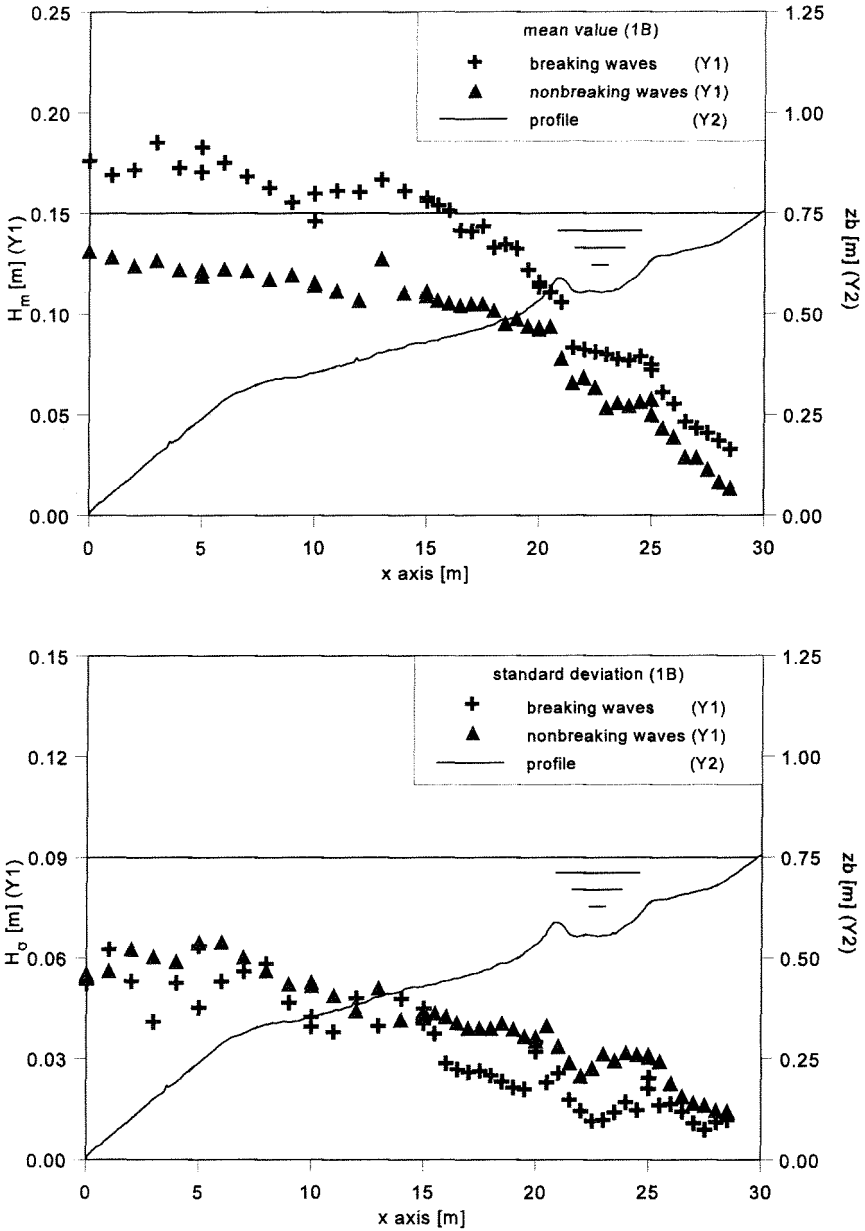 mean value (1B)
breaking waves (Y1)
nonbreaking waves (Y1)
profile (Y2)
0.25
0.20
0.15
0.10
0.05
0.00
H_m [m] (Y1)
1.25
1.00
0.75
0.50
0.25
0.00
zb [m] (Y2)
0 5 10 15 20 25 30
x axis [m]
standard deviation (1B)
breaking waves (Y1)
nonbreaking waves (Y1)
profile (Y2)
0.15
0.12
0.09
0.06
0.03
0.00
H_σ [m] (Y1)
1.25
1.00
0.75
0.50
0.25
0.00
zb [m] (Y2)
0 5 10 15 20 25 30
x axis [m]